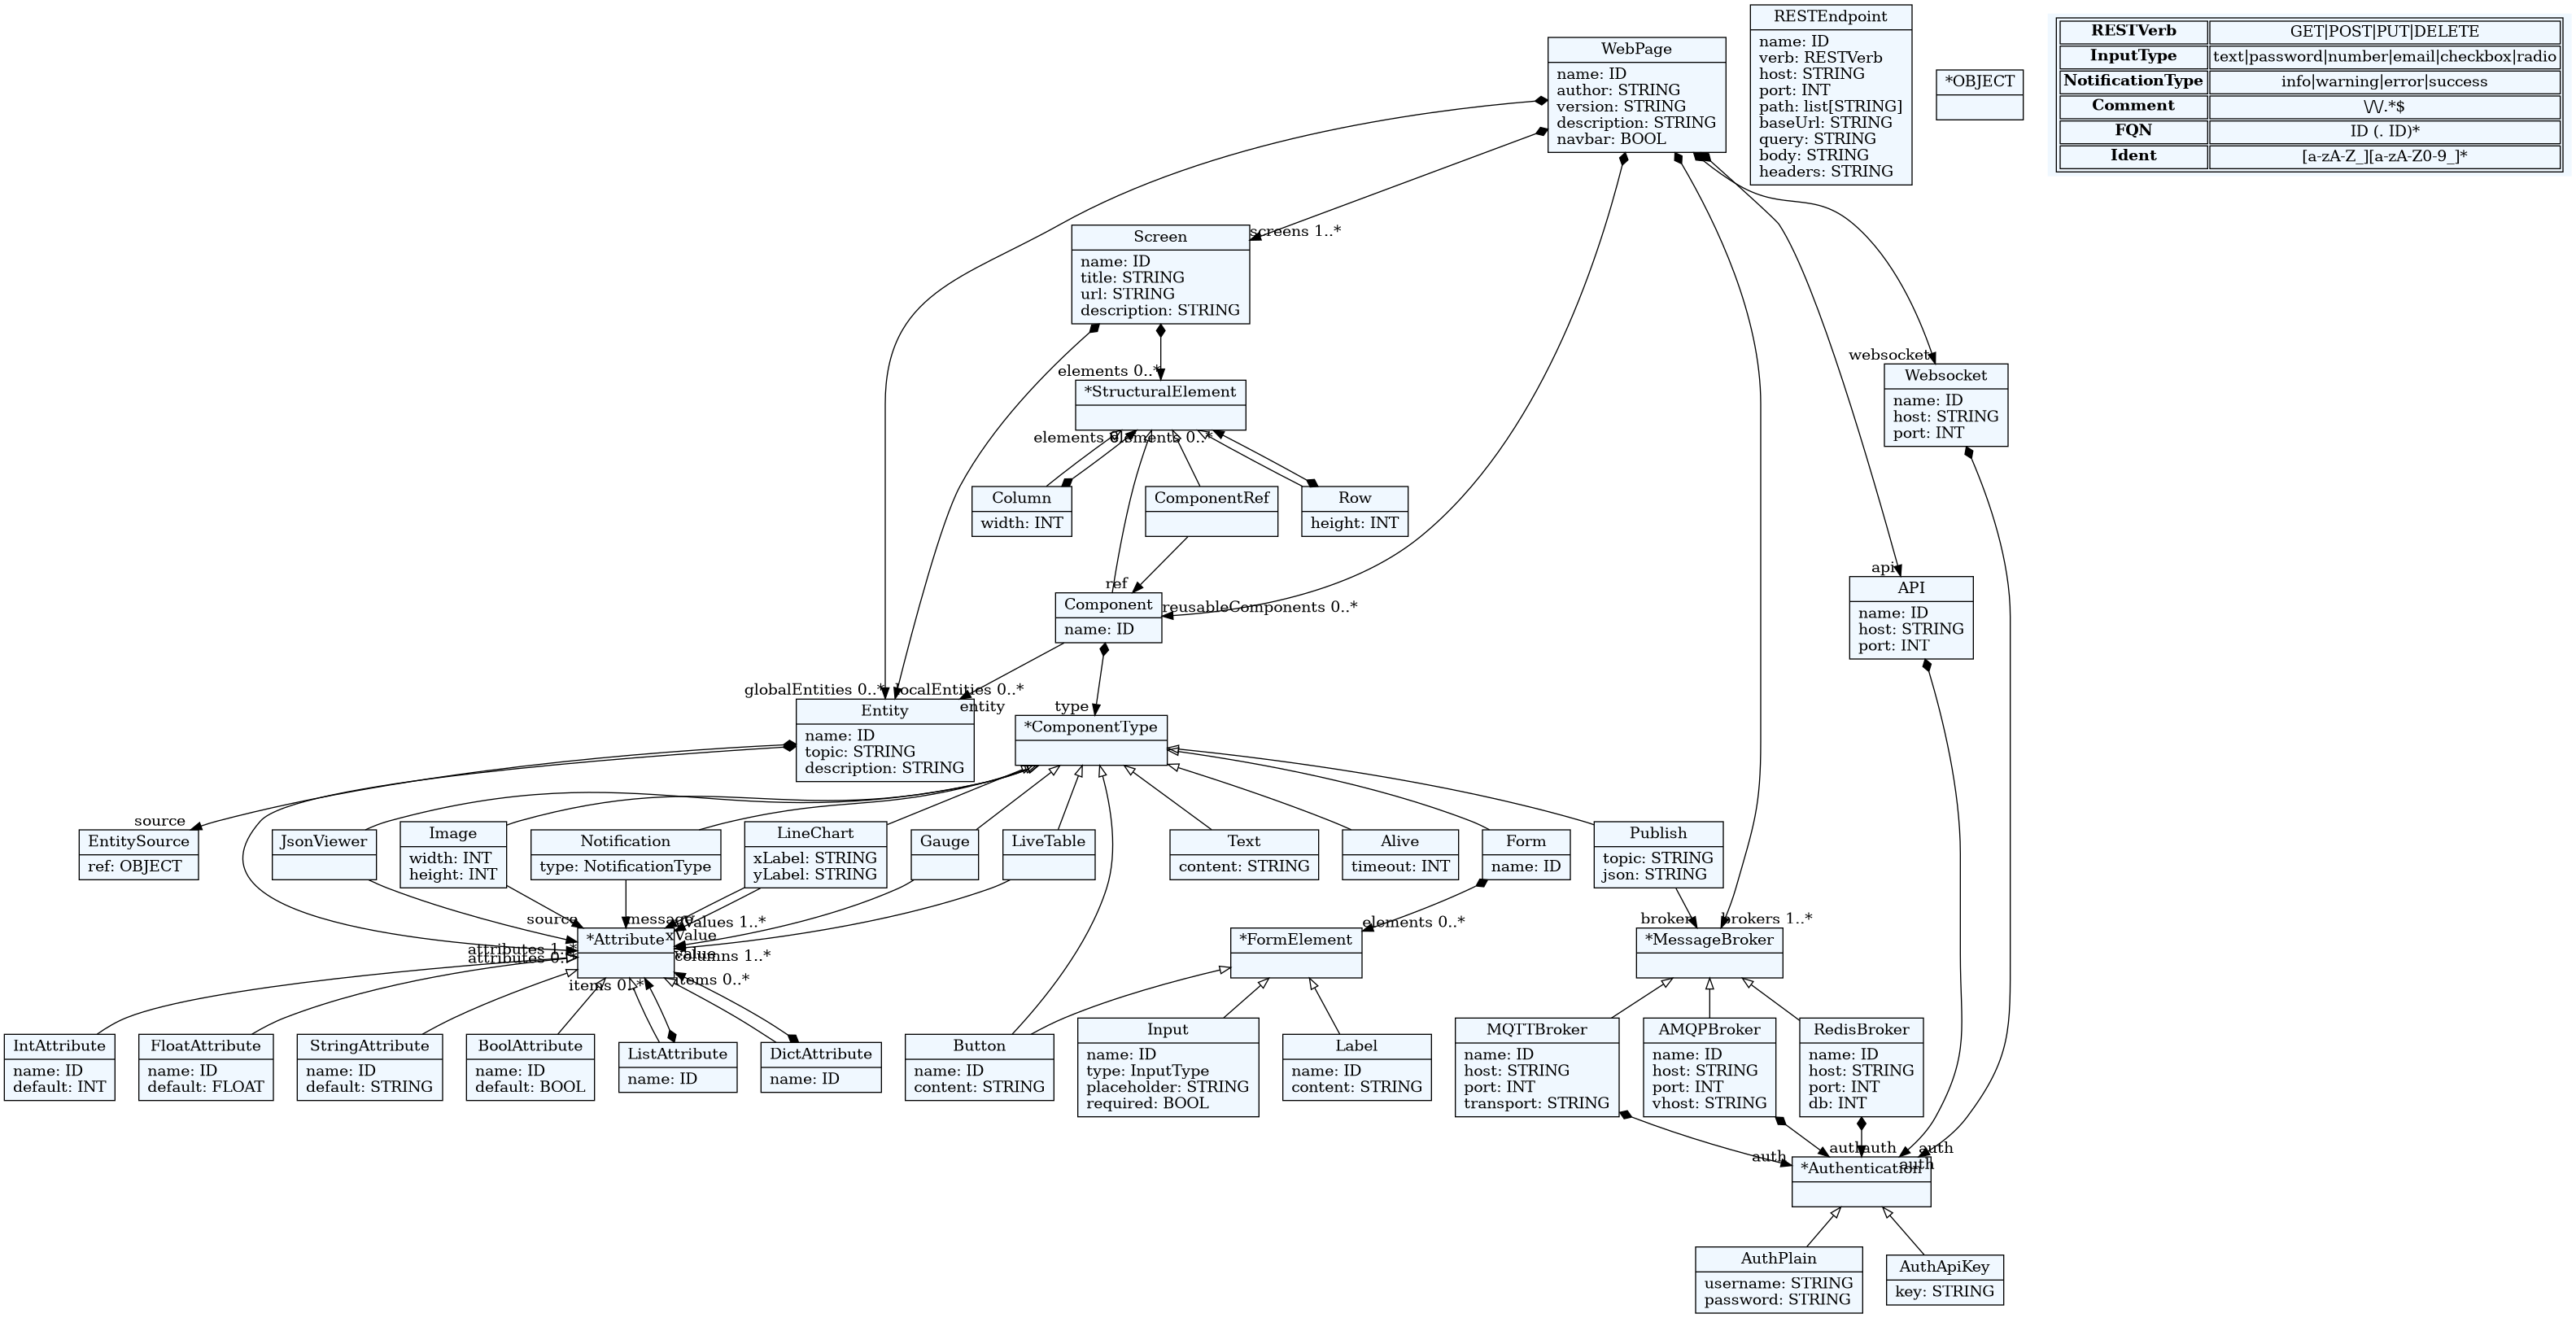 RESTEndpoint
name: ID
verb: RESTVerb
host: STRING
port: INT
path: list[STRING]
baseUrl: STRING
query: STRING
body: STRING
headers: STRING
WebPage
name: ID
author: STRING
version: STRING
description: STRING
navbar: BOOL
*OBJECT
RESTVerb GET|POST|PUT|DELETE
InputType text|password|number|email|checkbox|radio
NotificationType info|warning|error|success
Comment \/\/.*$
FQN ID (. ID)*
Ident [a-zA-Z_][a-zA-Z0-9_]*
screens 1..*
Screen
name: ID
title: STRING
url: STRING
description: STRING
websocket
Websocket
name: ID
host: STRING
port: INT
elements 0..*
*StructuralElement
elements 0..*
Column
width: INT
ComponentRef
Row
height: INT
ref
reusableComponents 0..*
Component
name: ID
api
API
name: ID
host: STRING
port: INT
globalEntities 0..*
localEntities 0..*
entity
type
Entity
name: ID
topic: STRING
description: STRING
*ComponentType
source
EntitySource
ref: OBJECT
JsonViewer
Image
width: INT
height: INT
Notification
type: NotificationType
LineChart
xLabel: STRING
yLabel: STRING
Gauge
LiveTable
Text
content: STRING
Alive
timeout: INT
Form
name: ID
Publish
topic: STRING
json: STRING
source
message
xValue
columns 1..*
*Attribute
items 0..*
items 0..*
elements 0..*
*FormElement
broker
brokers 1..*
*MessageBroker
IntAttribute
name: ID
default: INT
FloatAttribute
name: ID
default: FLOAT
StringAttribute
name: ID
default: STRING
BoolAttribute
name: ID
default: BOOL
ListAttribute
name: ID
DictAttribute
name: ID
Button
name: ID
content: STRING
Input
name: ID
type: InputType
placeholder: STRING
required: BOOL
Label
name: ID
content: STRING
MQTTBroker
name: ID
host: STRING
port: INT
transport: STRING
AMQPBroker
name: ID
host: STRING
port: INT
vhost: STRING
RedisBroker
name: ID
host: STRING
port: INT
db: INT
auth
auth
auth
auth
auth
*Authentication
AuthPlain
username: STRING
password: STRING
AuthApiKey
key: STRING